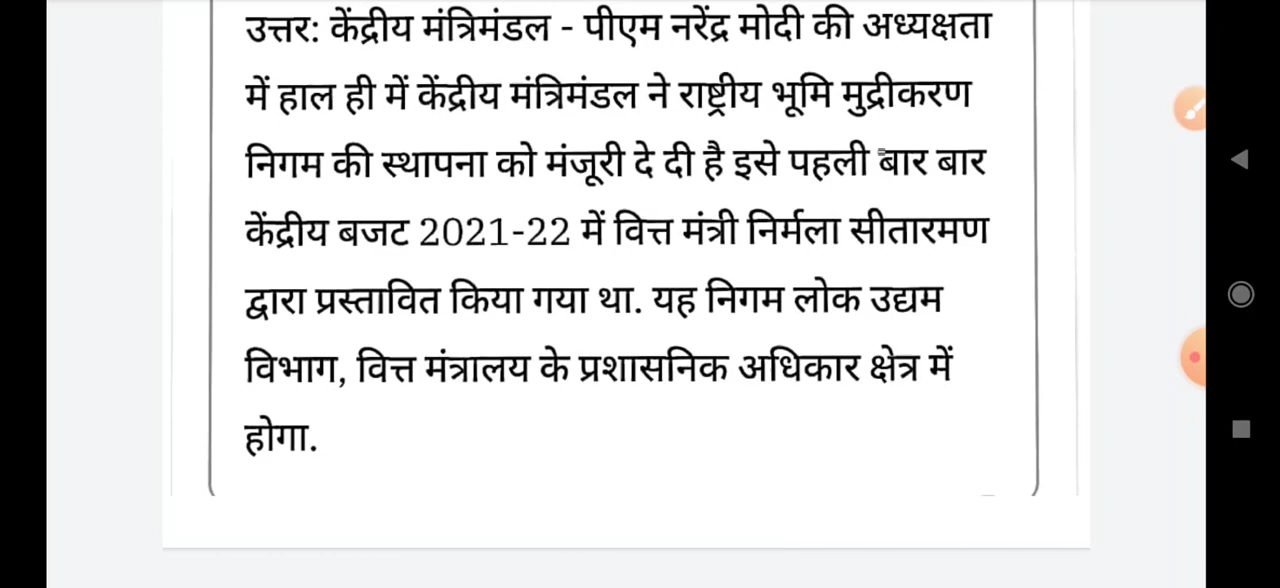 उत्तर: केंद्रीय मंत्रिमंडल - पीएम नरेंद्र मोदी की अध्यक्षता
में हाल ही में केंद्रीय मंत्रिमंडल ने राष्ट्रीय भूमि मुद्रीकरण
निगम की स्थापना को मंजूरी दे दी है इसे पहली बार बार
केंद्रीय बजट 2021-22 में वित्त मंत्री निर्मला सीतारमण
द्वारा प्रस्तावित किया गया था. यह निगम लोक उद्यम
विभाग, वित्त मंत्रालय के प्रशासनिक अधिकार क्षेत्र में
होगा.